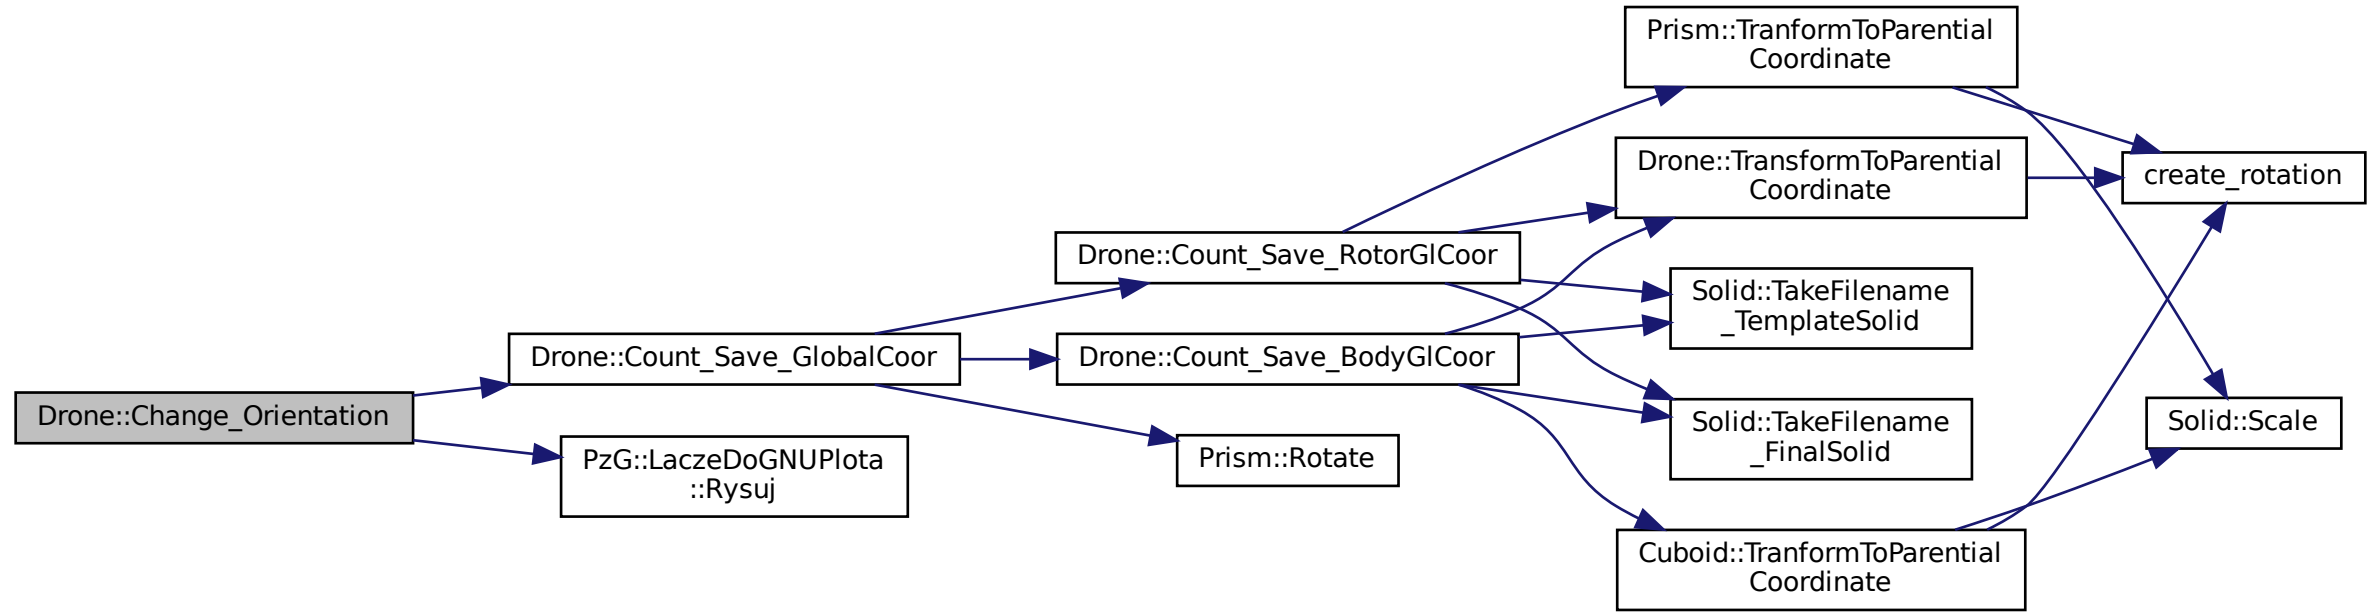 Drone::Change_Orientation
Drone::Count_Save_GlobalCoor
PzG::LaczeDoGNUPlota
::Rysuj
Drone::Count_Save_RotorGlCoor
Drone::Count_Save_BodyGlCoor
Prism::Rotate
Prism::TranformToParential
Coordinate
Drone::TransformToParential
Coordinate
Solid::TakeFilename
_TemplateSolid
Solid::TakeFilename
_FinalSolid
Cuboid::TranformToParential
Coordinate
create_rotation
Solid::Scale